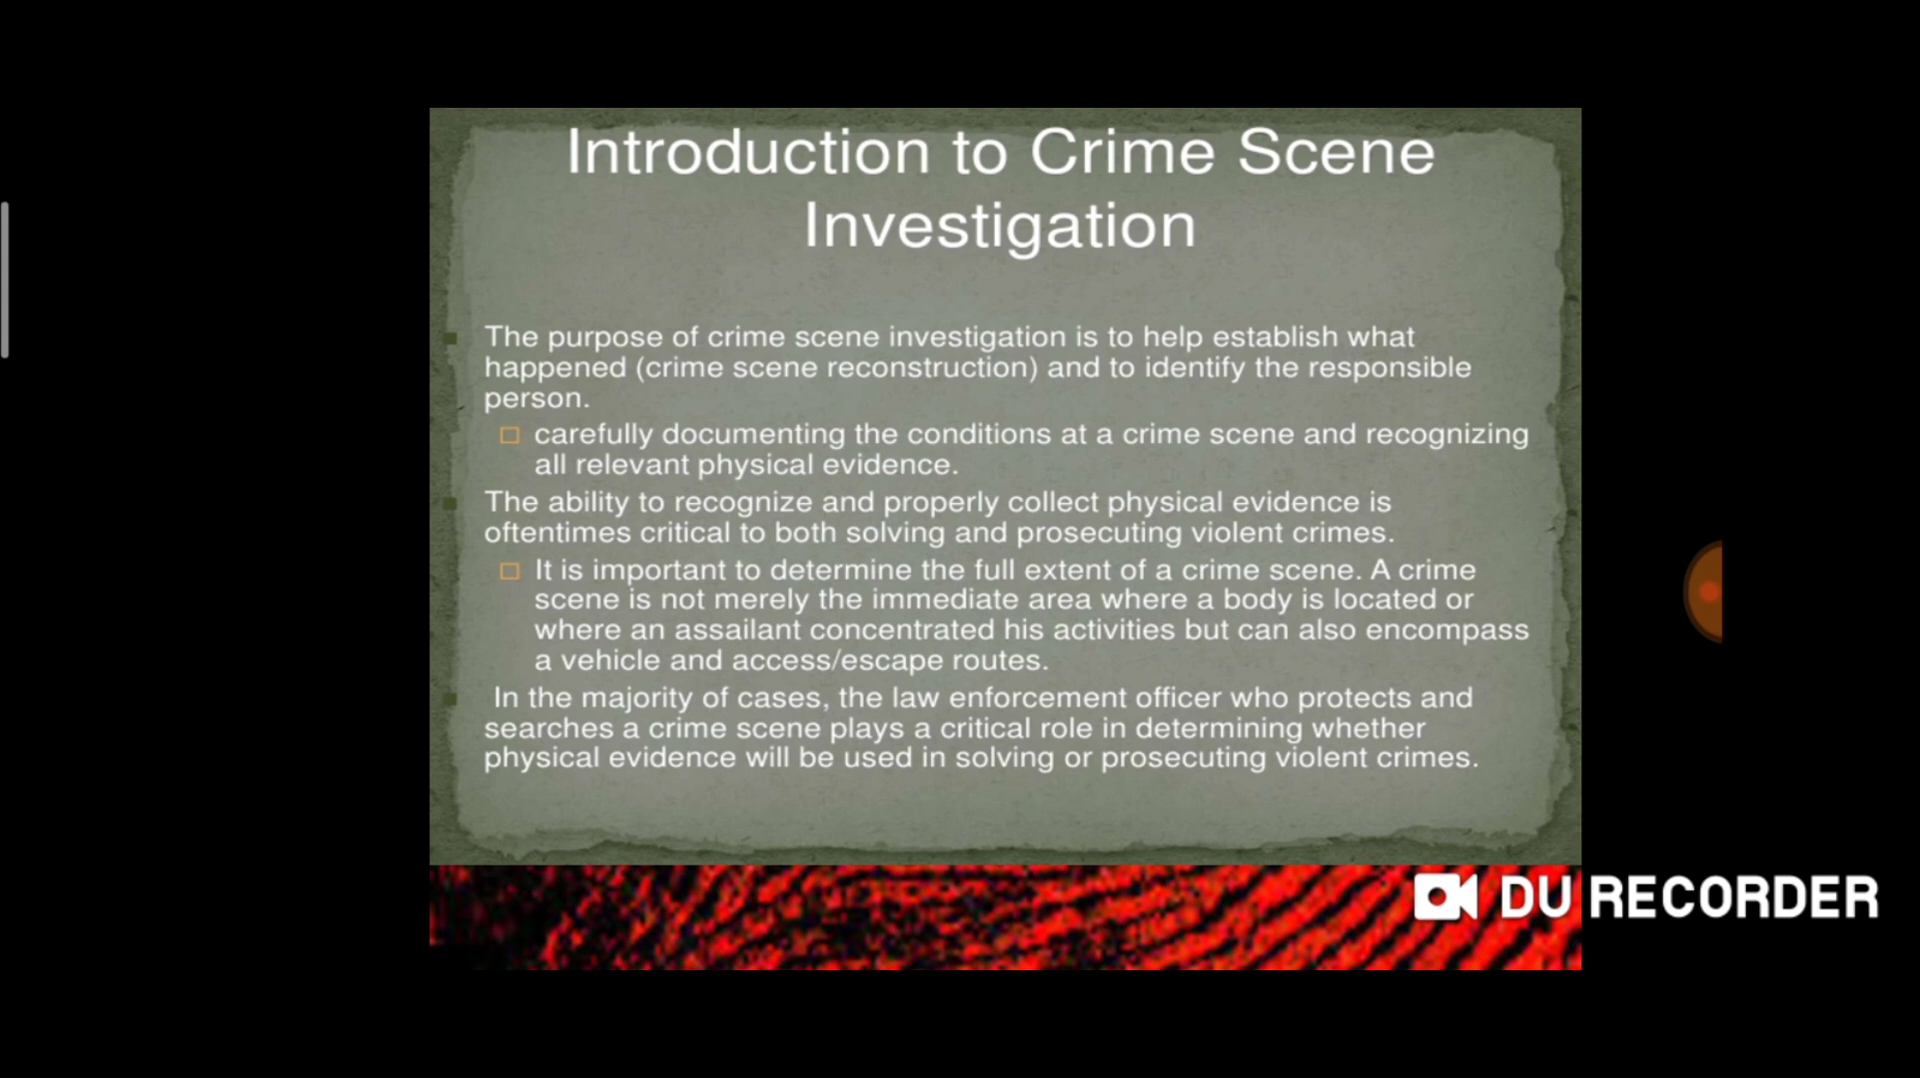 Introduction to Crime Scene
Investigation
The purpose of crime scene investigation is to help establish what
happened (crime scene reconstruction) and to identify the responsible
person.
carefully documenting the conditions at a crime scene and recognizing
all relevant physical evidence.
The ability to recognize and properly collect physical evidence is
oftentimes critical to both solving and prosecuting violent crimes.
It is important to determine the full extent of a crime scene. A crime
scene is not merely the immediate area where a body is located or
where an assailant concentrated his activities but can also encompass
a vehicle and access/escape routes.
In the majority of cases, the law enforcement officer who protects and
searches a crime scene plays a critical role in determining whether
physical evidence will be used in solving or prosecuting violent crimes.
DU RECORDER